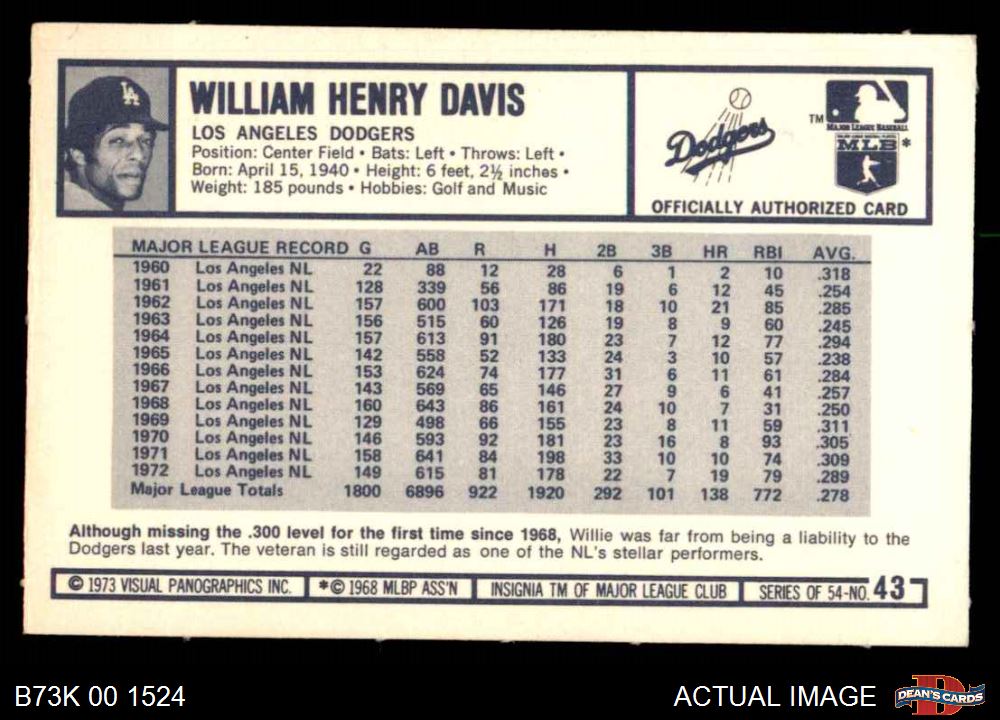 LA
WILLIAM HENRY DAVIS
LOS ANGELES DODGERS
Position: Center Field • Bats: Left • Throws: Left •
Born: April 15, 1940 • Height: 6 feet, 2½ inches •
Weight: 185 pounds • Hobbies: Golf and Music
Dodgers
TM
MAJOR LEAGUE BASEBALL
MLB*
OFFICIALLY AUTHORIZED CARD
MAJOR LEAGUE RECORD G AB R H 2B 3B HR RBI AVG.
1960 Los Angeles NL 22 88 12 28 6 1 2 10 .318
1961 Los Angeles NL 128 339 56 86 19 6 12 45 .254
1962 Los Angeles NL 157 600 103 171 18 10 21 85 .285
1963 Los Angeles NL 156 515 60 126 19 8 9 60 .245
1964 Los Angeles NL 157 613 91 180 23 7 12 77 .294
1965 Los Angeles NL 142 558 52 133 24 3 10 57 .238
1966 Los Angeles NL 153 624 74 177 31 6 11 61 .284
1967 Los Angeles NL 143 569 65 146 27 9 6 41 .257
1968 Los Angeles NL 160 643 86 161 24 10 7 31 .250
1969 Los Angeles NL 129 498 66 155 23 8 11 59 .311
1970 Los Angeles NL 146 593 92 181 23 16 8 93 .305
1971 Los Angeles NL 158 641 84 198 33 10 10 74 .309
1972 Los Angeles NL 149 615 81 178 22 7 19 79 .289
Major League Totals 1800 6896 922 1920 292 101 138 772 .278
Although missing the .300 level for the first time since 1968, Willie was far from being a liability to the
Dodgers last year. The veteran is still regarded as one of the NL's stellar performers.
© 1973 VISUAL PANOGRAPHICS INC. *© 1968 MLBP ASS'N INSIGNIA TM OF MAJOR LEAGUE CLUB SERIES OF 54-NO. 43
B73K 00 1524
ACTUAL IMAGE
DEAN'S CARDS